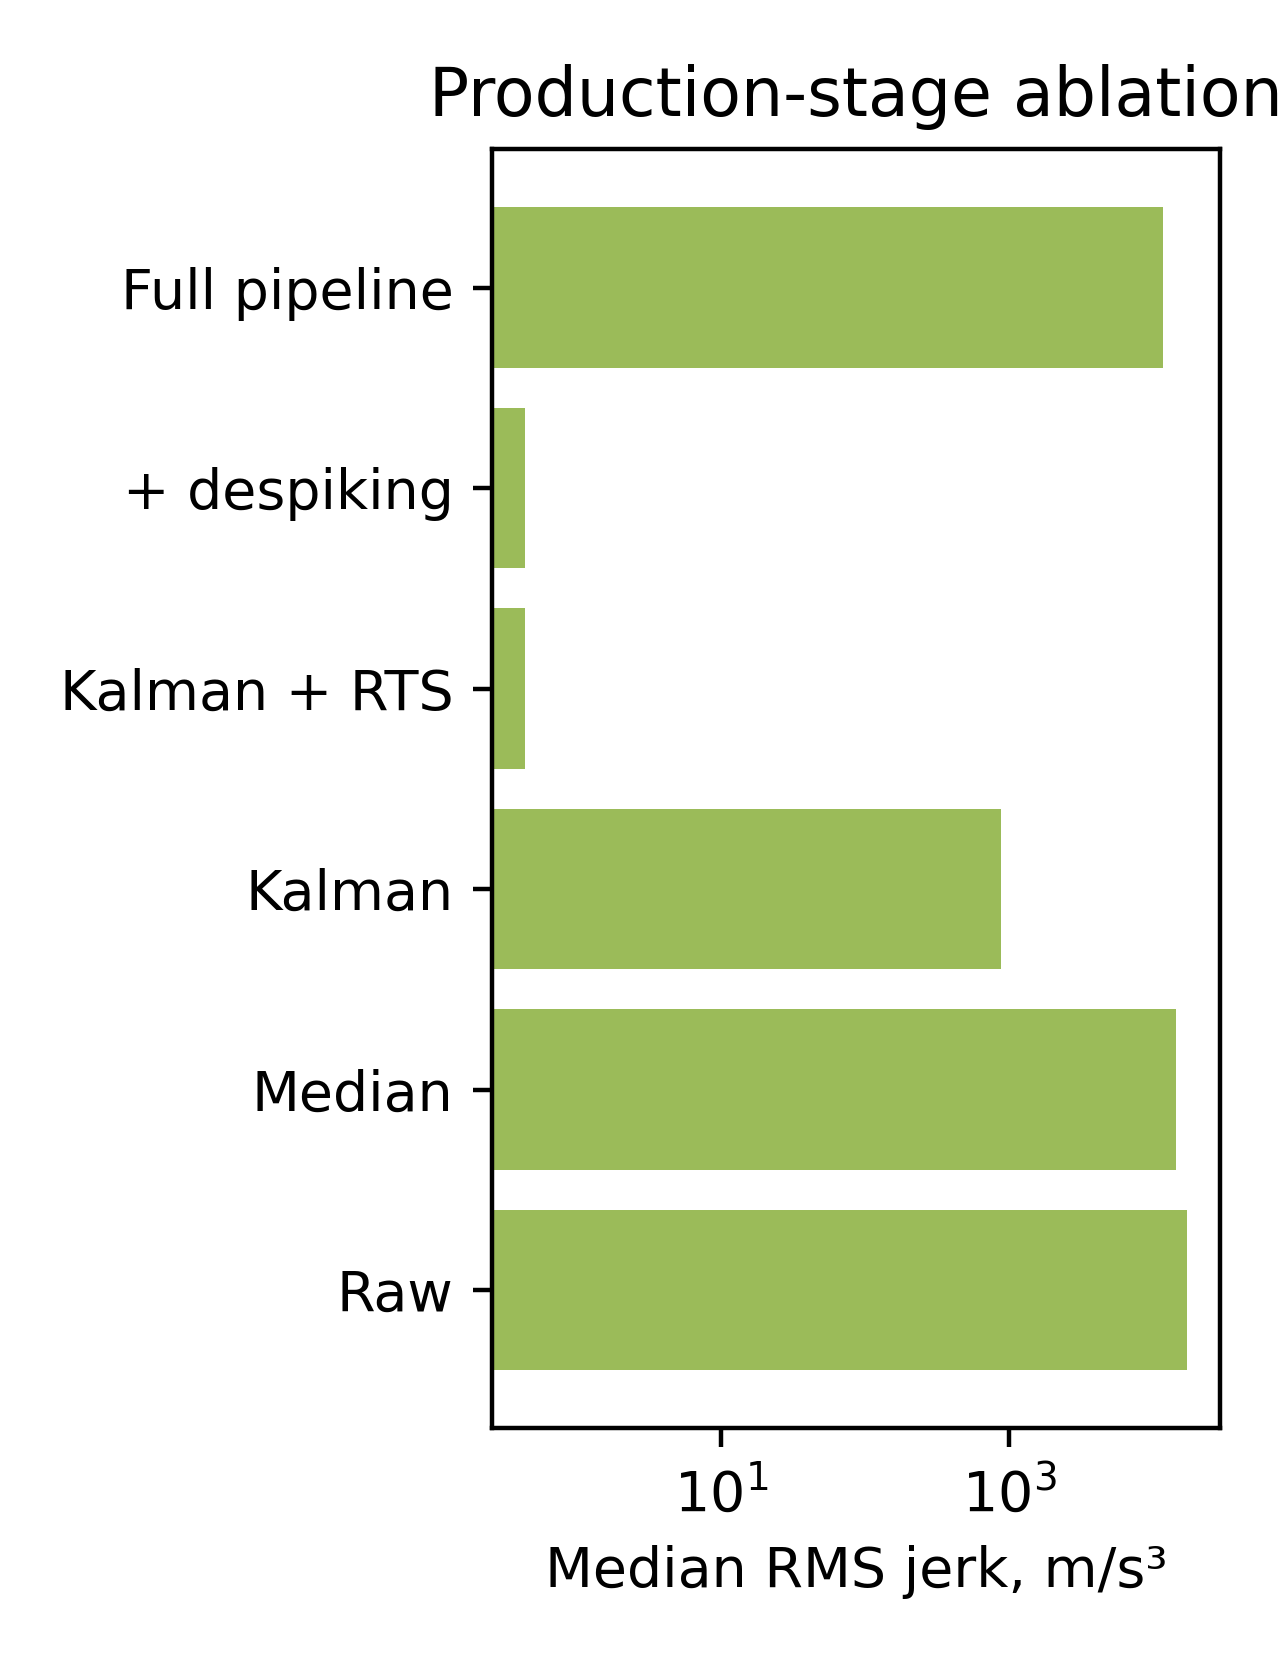 Production-stage ablation
Full pipeline
+ despiking
Kalman + RTS
Kalman
Median
Raw
10¹ 10³
Median RMS jerk, m/s³